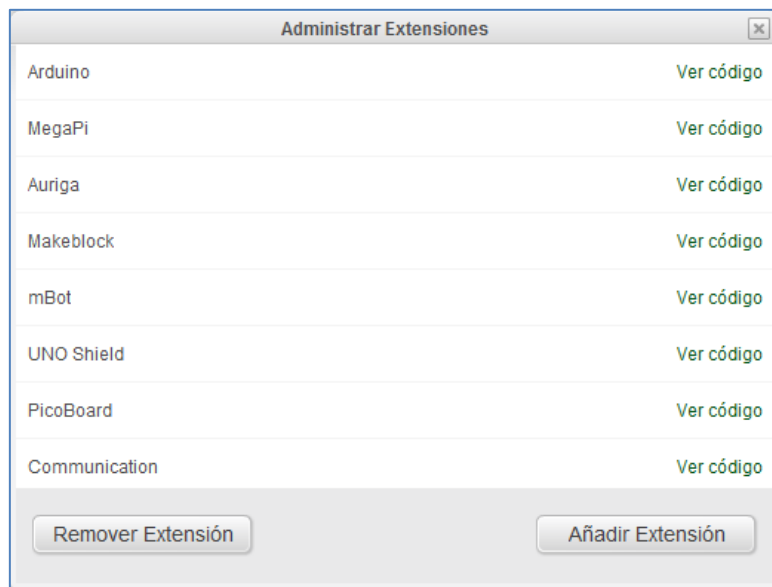 Administrar Extensiones
Arduino Ver código
MegaPi Ver código
Auriga Ver código
Makeblock Ver código
mBot Ver código
UNO Shield Ver código
PicoBoard Ver código
Communication Ver código
Remover Extensión Añadir Extensión